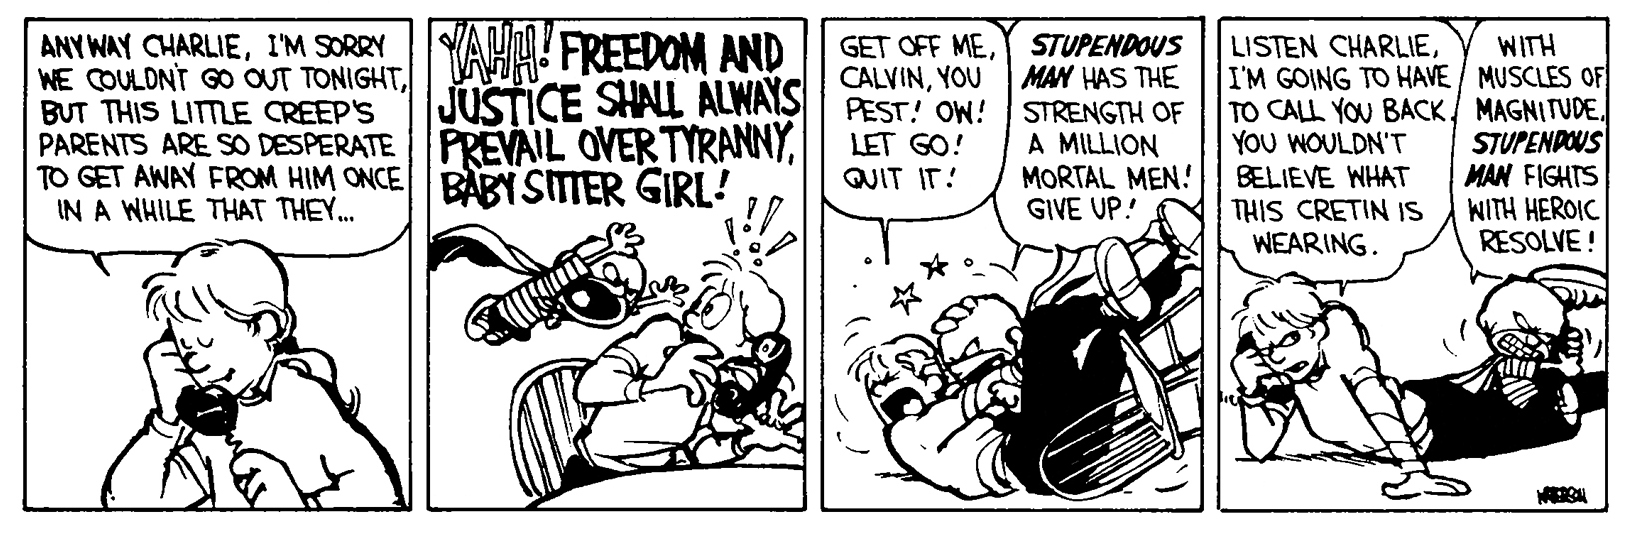 ANYWAY CHARLIE, I'M SORRY
WE COULDN'T GO OUT TONIGHT,
BUT THIS LITTLE CREEP'S
PARENTS ARE SO DESPERATE
TO GET AWAY FROM HIM ONCE
IN A WHILE THAT THEY...
YAHH! FREEDOM AND
JUSTICE SHALL ALWAYS
PREVAIL OVER TYRANNY,
BABY SITTER GIRL!
GET OFF ME,
CALVIN, YOU
PEST! OW!
LET GO!
QUIT IT!
STUPENDOUS
MAN HAS THE
STRENGTH OF
A MILLION
MORTAL MEN!
GIVE UP!
LISTEN CHARLIE,
I'M GOING TO HAVE
TO CALL YOU BACK.
YOU WOULDN'T
BELIEVE WHAT
THIS CRETIN IS
WEARING.
WITH
MUSCLES OF
MAGNITUDE,
STUPENDOUS
MAN FIGHTS
WITH HEROIC
RESOLVE!
WATTERSON